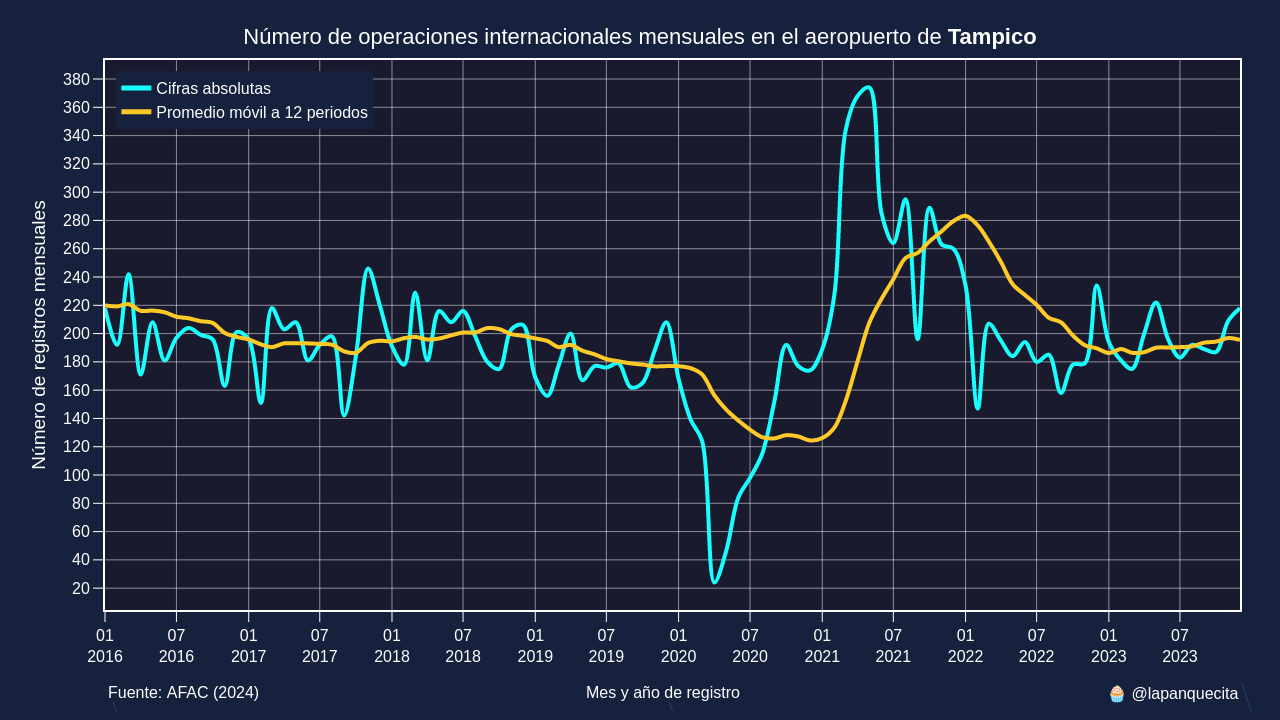 Número de operaciones internacionales mensuales en el aeropuerto de Tampico
Cifras absolutas
Promedio móvil a 12 periodos
Número de registros mensuales
380
360
340
320
300
280
260
240
220
200
180
160
140
120
100
80
60
40
20
01 07 01 07 01 07 01 07 01 07 01 07 01 07 01 07
2016 2016 2017 2017 2018 2018 2019 2019 2020 2020 2021 2021 2022 2022 2023 2023
Fuente: AFAC (2024) Mes y año de registro 🧁 @lapanquecita